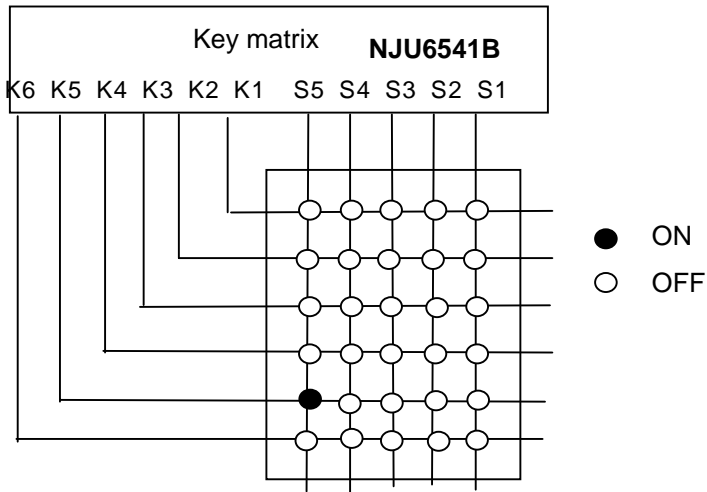 Key matrix NJU6541B
K6 K5 K4 K3 K2 K1 S5 S4 S3 S2 S1
ON
OFF